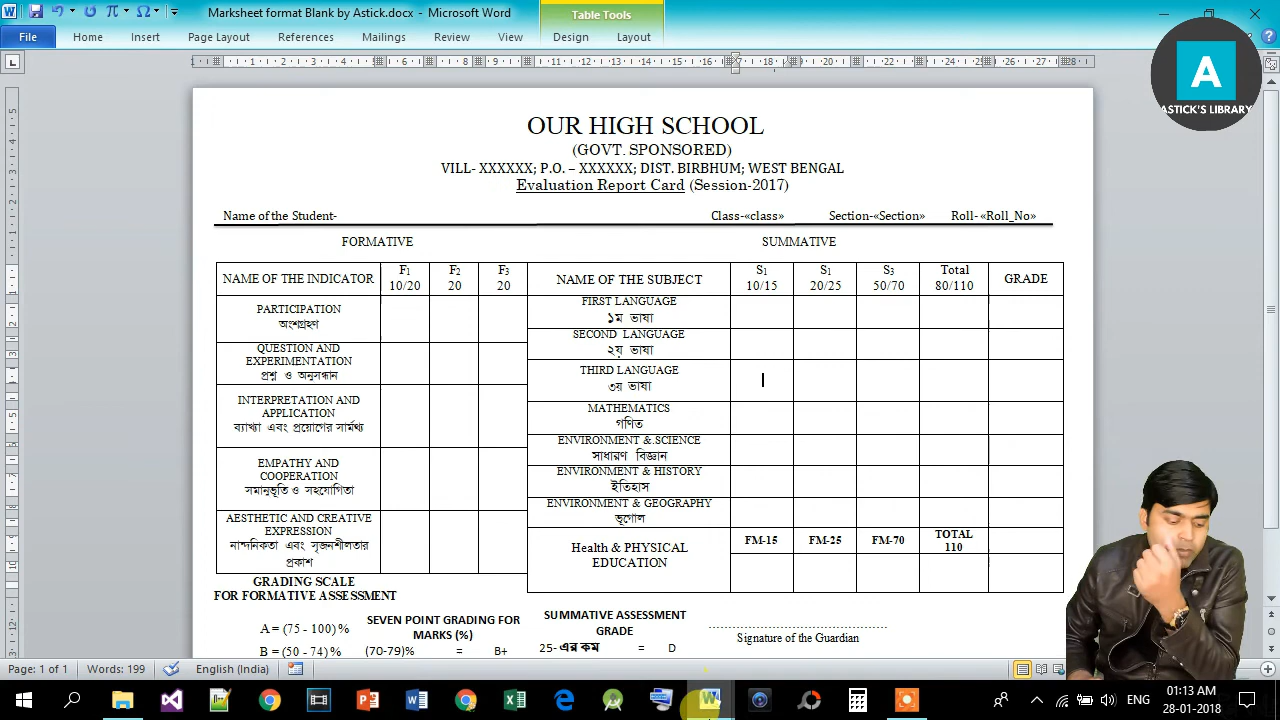 Marksheet format Blank by Astick.docx - Microsoft Word
Table Tools
File Home Insert Page Layout References Mailings Review View Design Layout
A
ASTICK'S LIBRARY
OUR HIGH SCHOOL
(GOVT. SPONSORED)
VILL- XXXXXX; P.O. – XXXXXX; DIST. BIRBHUM; WEST BENGAL
Evaluation Report Card (Session-2017)
Name of the Student- Class-«class» Section-«Section» Roll- «Roll_No»
FORMATIVE SUMMATIVE
NAME OF THE INDICATOR
F1
10/20
F2
20
F3
20
NAME OF THE SUBJECT
S1
10/15
S1
20/25
S3
50/70
Total
80/110
GRADE
PARTICIPATION
অংশগ্রহণ
QUESTION AND
EXPERIMENTATION
প্রশ্ন ও অনুসন্ধান
INTERPRETATION AND
APPLICATION
ব্যাখ্যা এবং প্রয়োগের সার্মথ্য
EMPATHY AND
COOPERATION
সমানুভূতি ও সহযোগিতা
AESTHETIC AND CREATIVE
EXPRESSION
নান্দনিকতা এবং সৃজনশীলতার
প্রকাশ
FIRST LANGUAGE
১ম ভাষা
SECOND LANGUAGE
২য় ভাষা
THIRD LANGUAGE
৩য় ভাষা
MATHEMATICS
গণিত
ENVIRONMENT &.SCIENCE
সাধারণ বিজ্ঞান
ENVIRONMENT & HISTORY
ইতিহাস
ENVIRONMENT & GEOGRAPHY
ভূগোল
Health & PHYSICAL
EDUCATION
FM-15 FM-25 FM-70 TOTAL
110
GRADING SCALE
FOR FORMATIVE ASSESSMENT
A = (75 - 100) %
B = (50 - 74) %
SEVEN POINT GRADING FOR
MARKS (%)
(70-79)% = B+
SUMMATIVE ASSESSMENT
GRADE
25- এর কম = D
Signature of the Guardian
Page: 1 of 1 Words: 199 English (India)
ENG
01:13 AM
28-01-2018